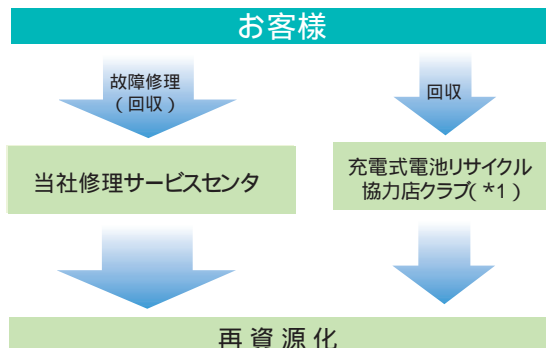 お客様
故障修理
（回収）
回収
当社修理サービスセンタ
充電式電池リサイクル
協力店クラブ(*1)
再資源化